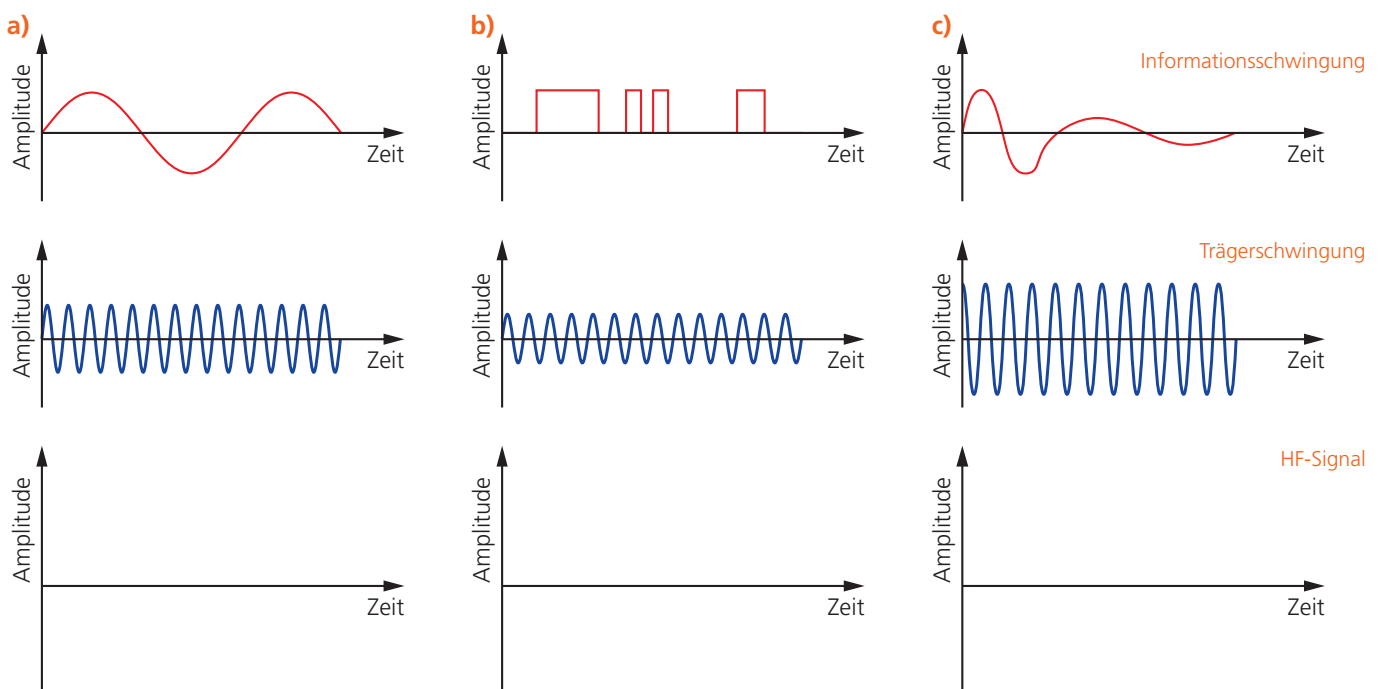 a)
Amplitude
Zeit
b)
Amplitude
Zeit
c)
Informationsschwingung
Amplitude
Zeit
Amplitude
Zeit
Amplitude
Zeit
Trägerschwingung
Amplitude
Zeit
Amplitude
Zeit
Amplitude
Zeit
HF-Signal
Amplitude
Zeit